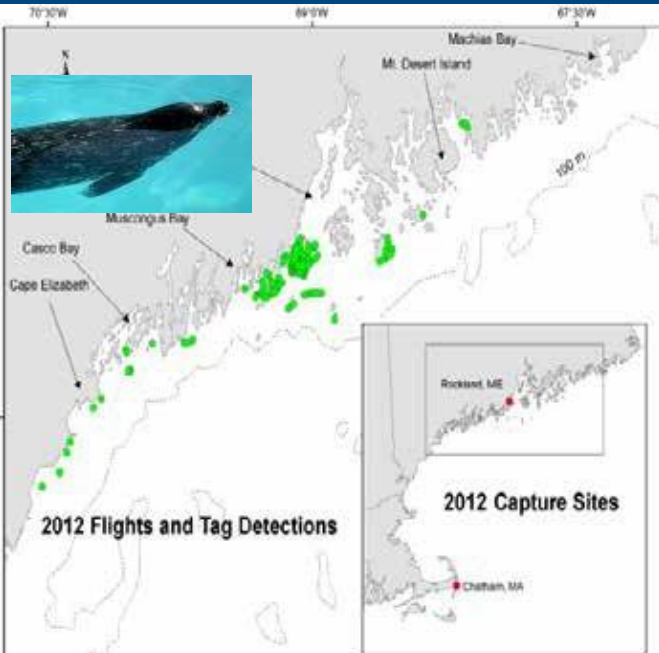 70°30'W
69°0'W
67°30'W
N
Machias Bay
Mt. Desert Island
100 m
Muscongus Bay
Casco Bay
Cape Elizabeth
Rockland, ME
2012 Capture Sites
2012 Flights and Tag Detections
Chatham, MA